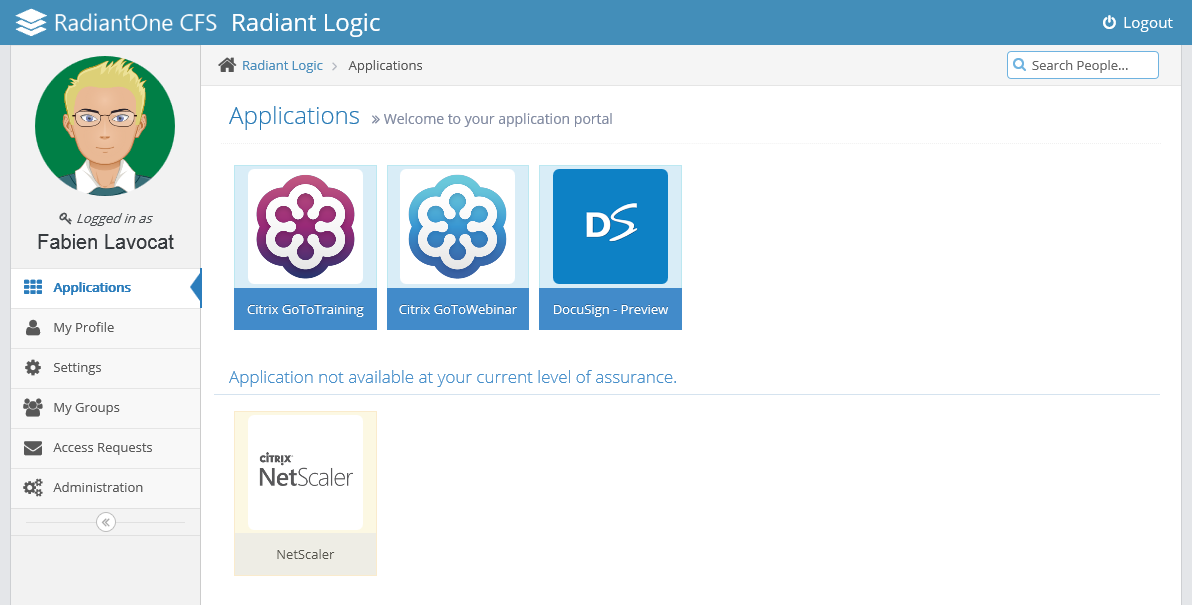 RadiantOne CFS Radiant Logic
Logout
Radiant Logic Applications
Search People...
Logged in as
Fabien Lavocat
Applications
My Profile
Settings
My Groups
Access Requests
Administration
Applications » Welcome to your application portal
DS
Citrix GoToTraining
Citrix GoToWebinar
DocuSign - Preview
Application not available at your current level of assurance.
CİTRIX
NetScaler
NetScaler